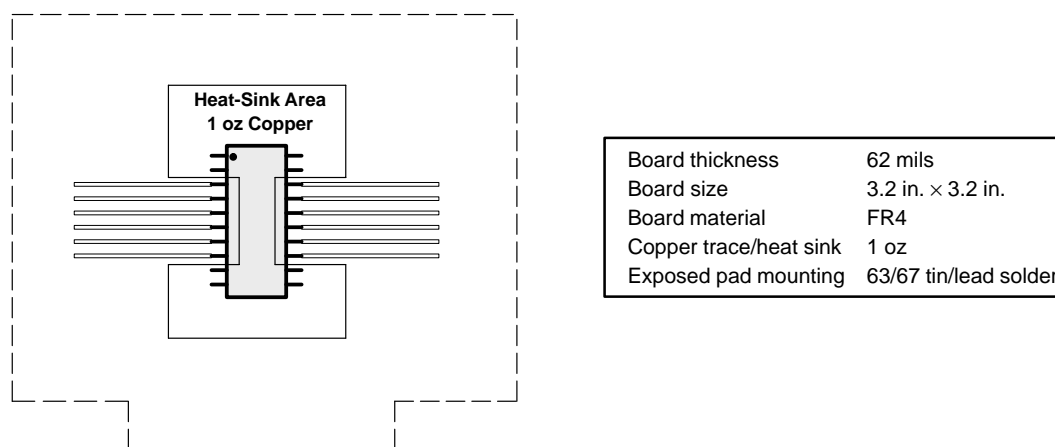 Heat-Sink Area
1 oz Copper
Board thickness 62 mils
Board size 3.2 in. × 3.2 in.
Board material FR4
Copper trace/heat sink 1 oz
Exposed pad mounting 63/67 tin/lead solder